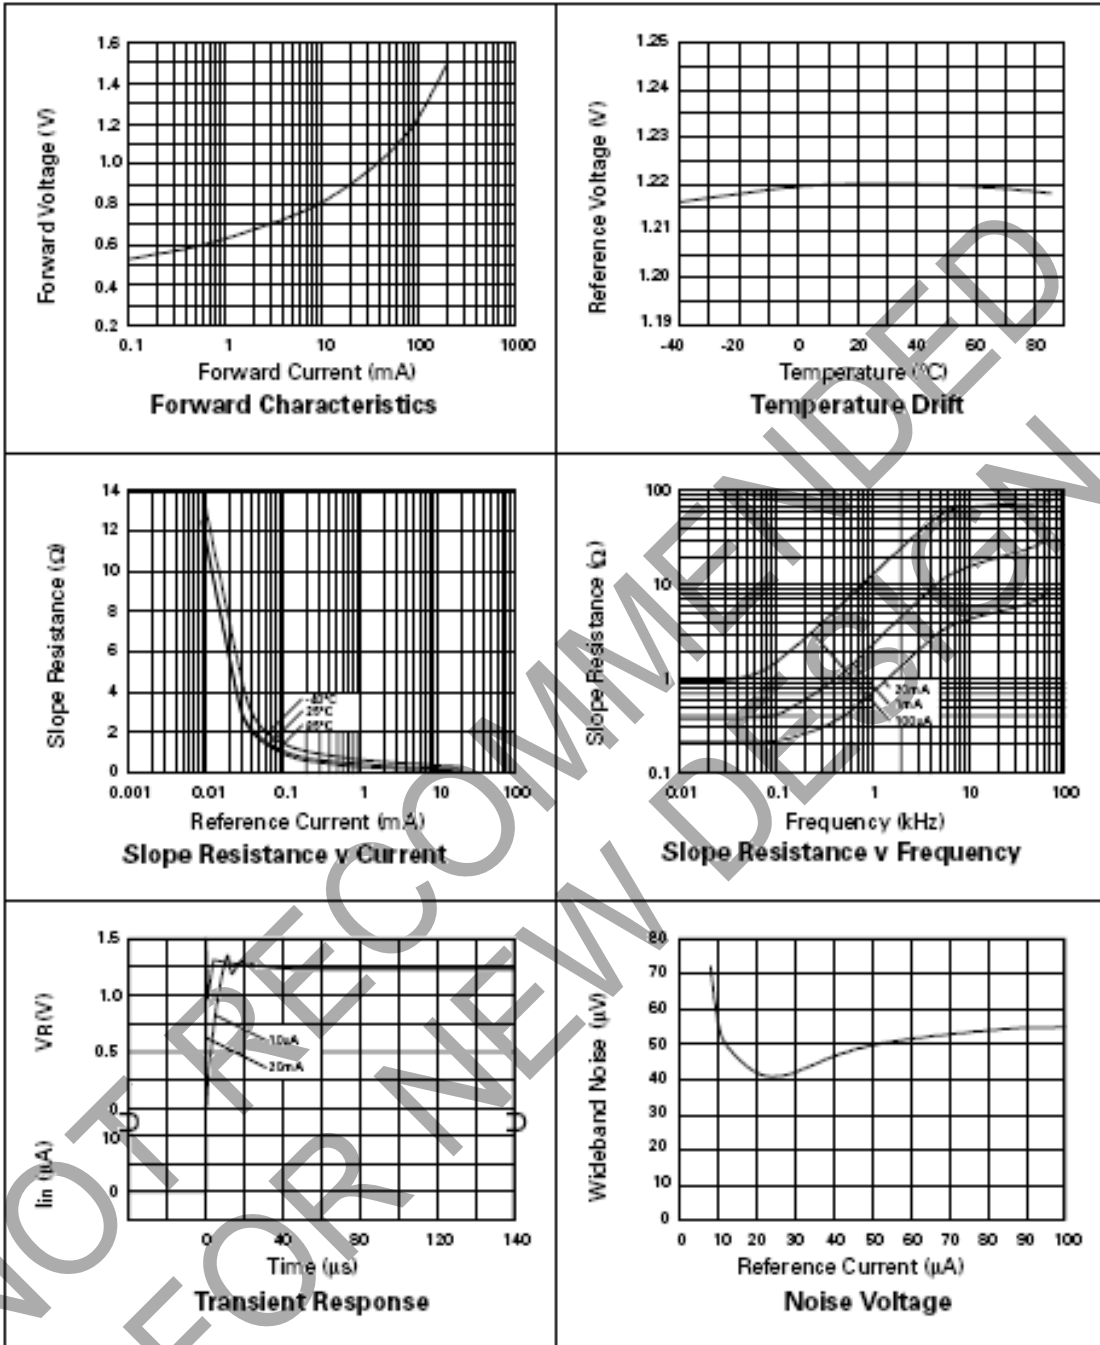 1.6
1.4
1.2
1.0
0.8
0.6
0.4
0.2
Forward Voltage (V)
0.1 1 10 100 1000
Forward Current (mA)
Forward Characteristics
1.25
1.24
1.23
1.22
1.21
1.20
1.19
Reference Voltage (V)
-40 -20 0 20 40 60 80
Temperature (°C)
Temperature Drift
14
12
10
8
6
4
2
0
Slope Resistance (Ω)
-40°C
25°C
85°C
0.001 0.01 0.1 1 10 100
Reference Current (mA)
Slope Resistance v Current
100
10
1
0.1
Slope Resistance (Ω)
20mA
1mA
100µA
0.01 0.1 1 10 100
Frequency (kHz)
Slope Resistance v Frequency
1.5
1.0
0.5
0
VR(V)
10µA
20mA
10
0
Iin (µA)
0 40 80 120 140
Time (µs)
Transient Response
80
70
60
50
40
30
20
10
0
Wideband Noise (µV)
0 10 20 30 40 50 60 70 80 90 100
Reference Current (µA)
Noise Voltage
NOT RECOMMENDED
FOR NEW DESIGN